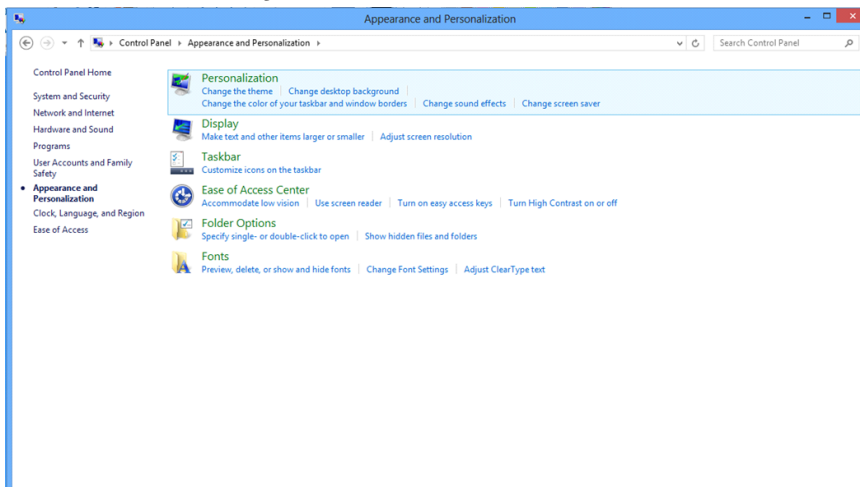 Appearance and Personalization
Control Panel Appearance and Personalization
Search Control Panel
Control Panel Home
System and Security
Network and Internet
Hardware and Sound
Programs
User Accounts and Family
Safety
Appearance and
Personalization
Clock, Language, and Region
Ease of Access
Personalization
Change the theme Change desktop background
Change the color of your taskbar and window borders Change sound effects Change screen saver
Display
Make text and other items larger or smaller Adjust screen resolution
Taskbar
Customize icons on the taskbar
Ease of Access Center
Accommodate low vision Use screen reader Turn on easy access keys Turn High Contrast on or off
Folder Options
Specify single- or double-click to open Show hidden files and folders
Fonts
Preview, delete, or show and hide fonts Change Font Settings Adjust ClearType text